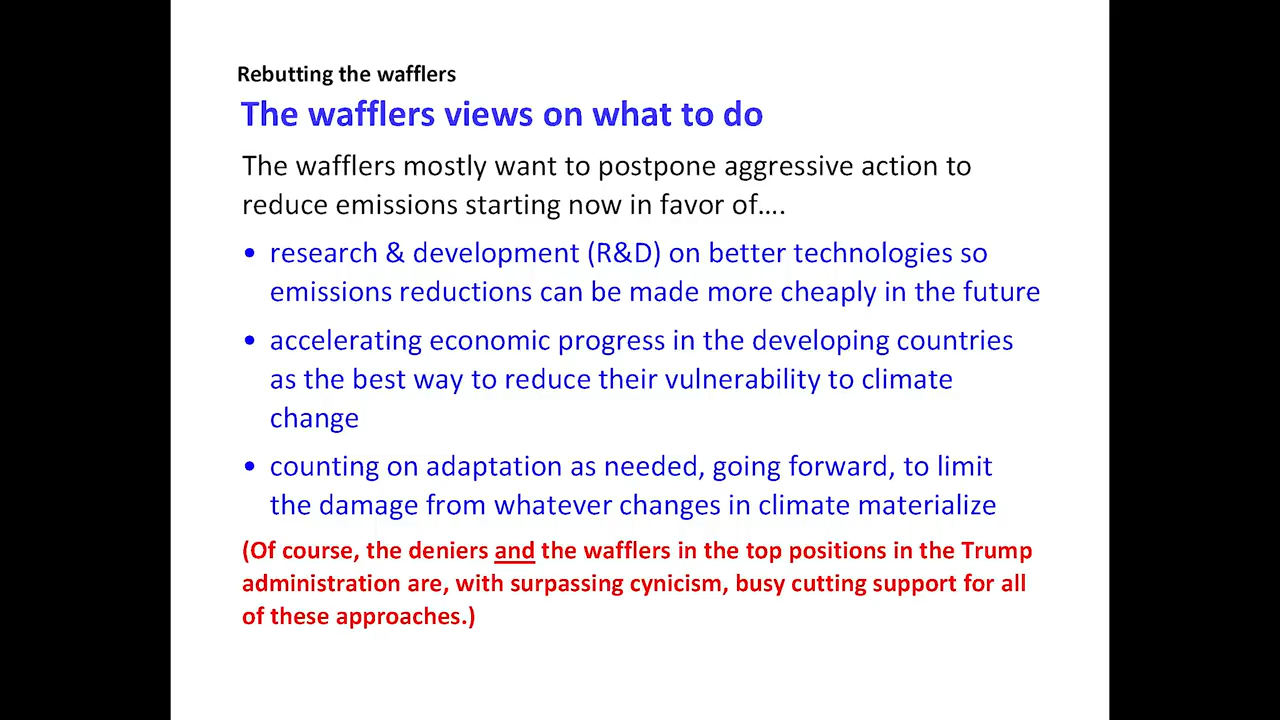 Rebutting the wafflers
The wafflers views on what to do
The wafflers mostly want to postpone aggressive action to
reduce emissions starting now in favor of....
• research & development (R&D) on better technologies so
emissions reductions can be made more cheaply in the future
• accelerating economic progress in the developing countries
as the best way to reduce their vulnerability to climate
change
• counting on adaptation as needed, going forward, to limit
the damage from whatever changes in climate materialize
(Of course, the deniers and the wafflers in the top positions in the Trump
administration are, with surpassing cynicism, busy cutting support for all
of these approaches.)